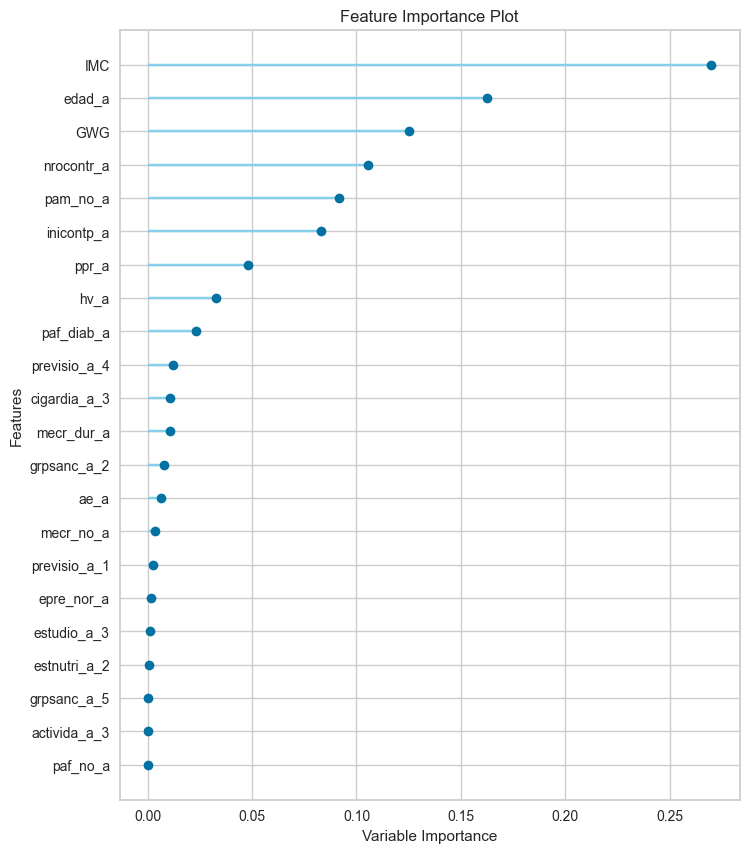 Feature Importance Plot
IMC
edad_a
GWG
nrocontr_a
pam_no_a
inicontp_a
ppr_a
hv_a
paf_diab_a
previsio_a_4
cigardia_a_3
mecr_dur_a
grpsanc_a_2
ae_a
mecr_no_a
previsio_a_1
epre_nor_a
estudio_a_3
estnutri_a_2
grpsanc_a_5
activida_a_3
paf_no_a
Features
0.00 0.05 0.10 0.15 0.20 0.25
Variable Importance